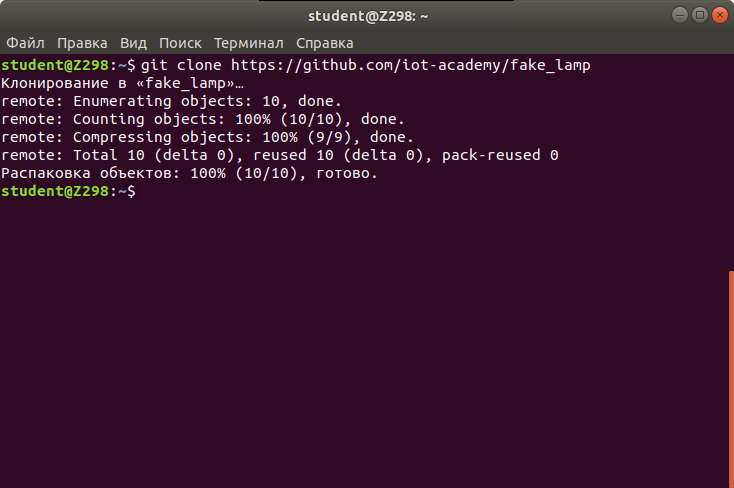 student@Z298: ~
Файл Правка Вид Поиск Терминал Справка
student@Z298:~$ git clone https://github.com/iot-academy/fake_lamp
Клонирование в «fake_lamp»…
remote: Enumerating objects: 10, done.
remote: Counting objects: 100% (10/10), done.
remote: Compressing objects: 100% (9/9), done.
remote: Total 10 (delta 0), reused 10 (delta 0), pack-reused 0
Распаковка объектов: 100% (10/10), готово.
student@Z298:~$